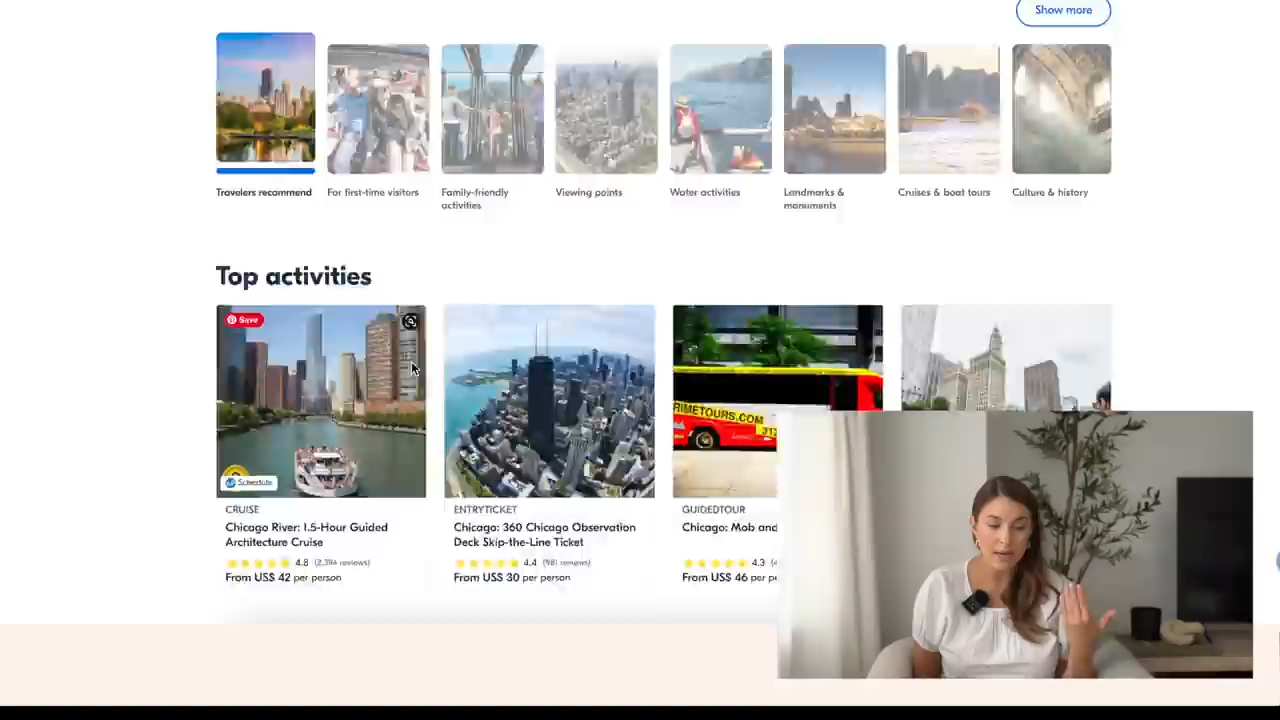 Show more
Travelers recommend
For first-time visitors
Family-friendly
activities
Viewing points
Water activities
Landmarks &
monuments
Cruises & boat tours
Culture & history
Top activities
Save
Schedule
RIMETOURS.COM
CRUISE
Chicago River: 1.5-Hour Guided
Architecture Cruise
4.8
From US$ 42 per person
ENTRYTICKET
Chicago: 360 Chicago Observation
Deck Skip-the-Line Ticket
4.4
From US$ 30 per person
GUIDEDTOUR
Chicago: Mob and
4.3
From US$ 46 per p